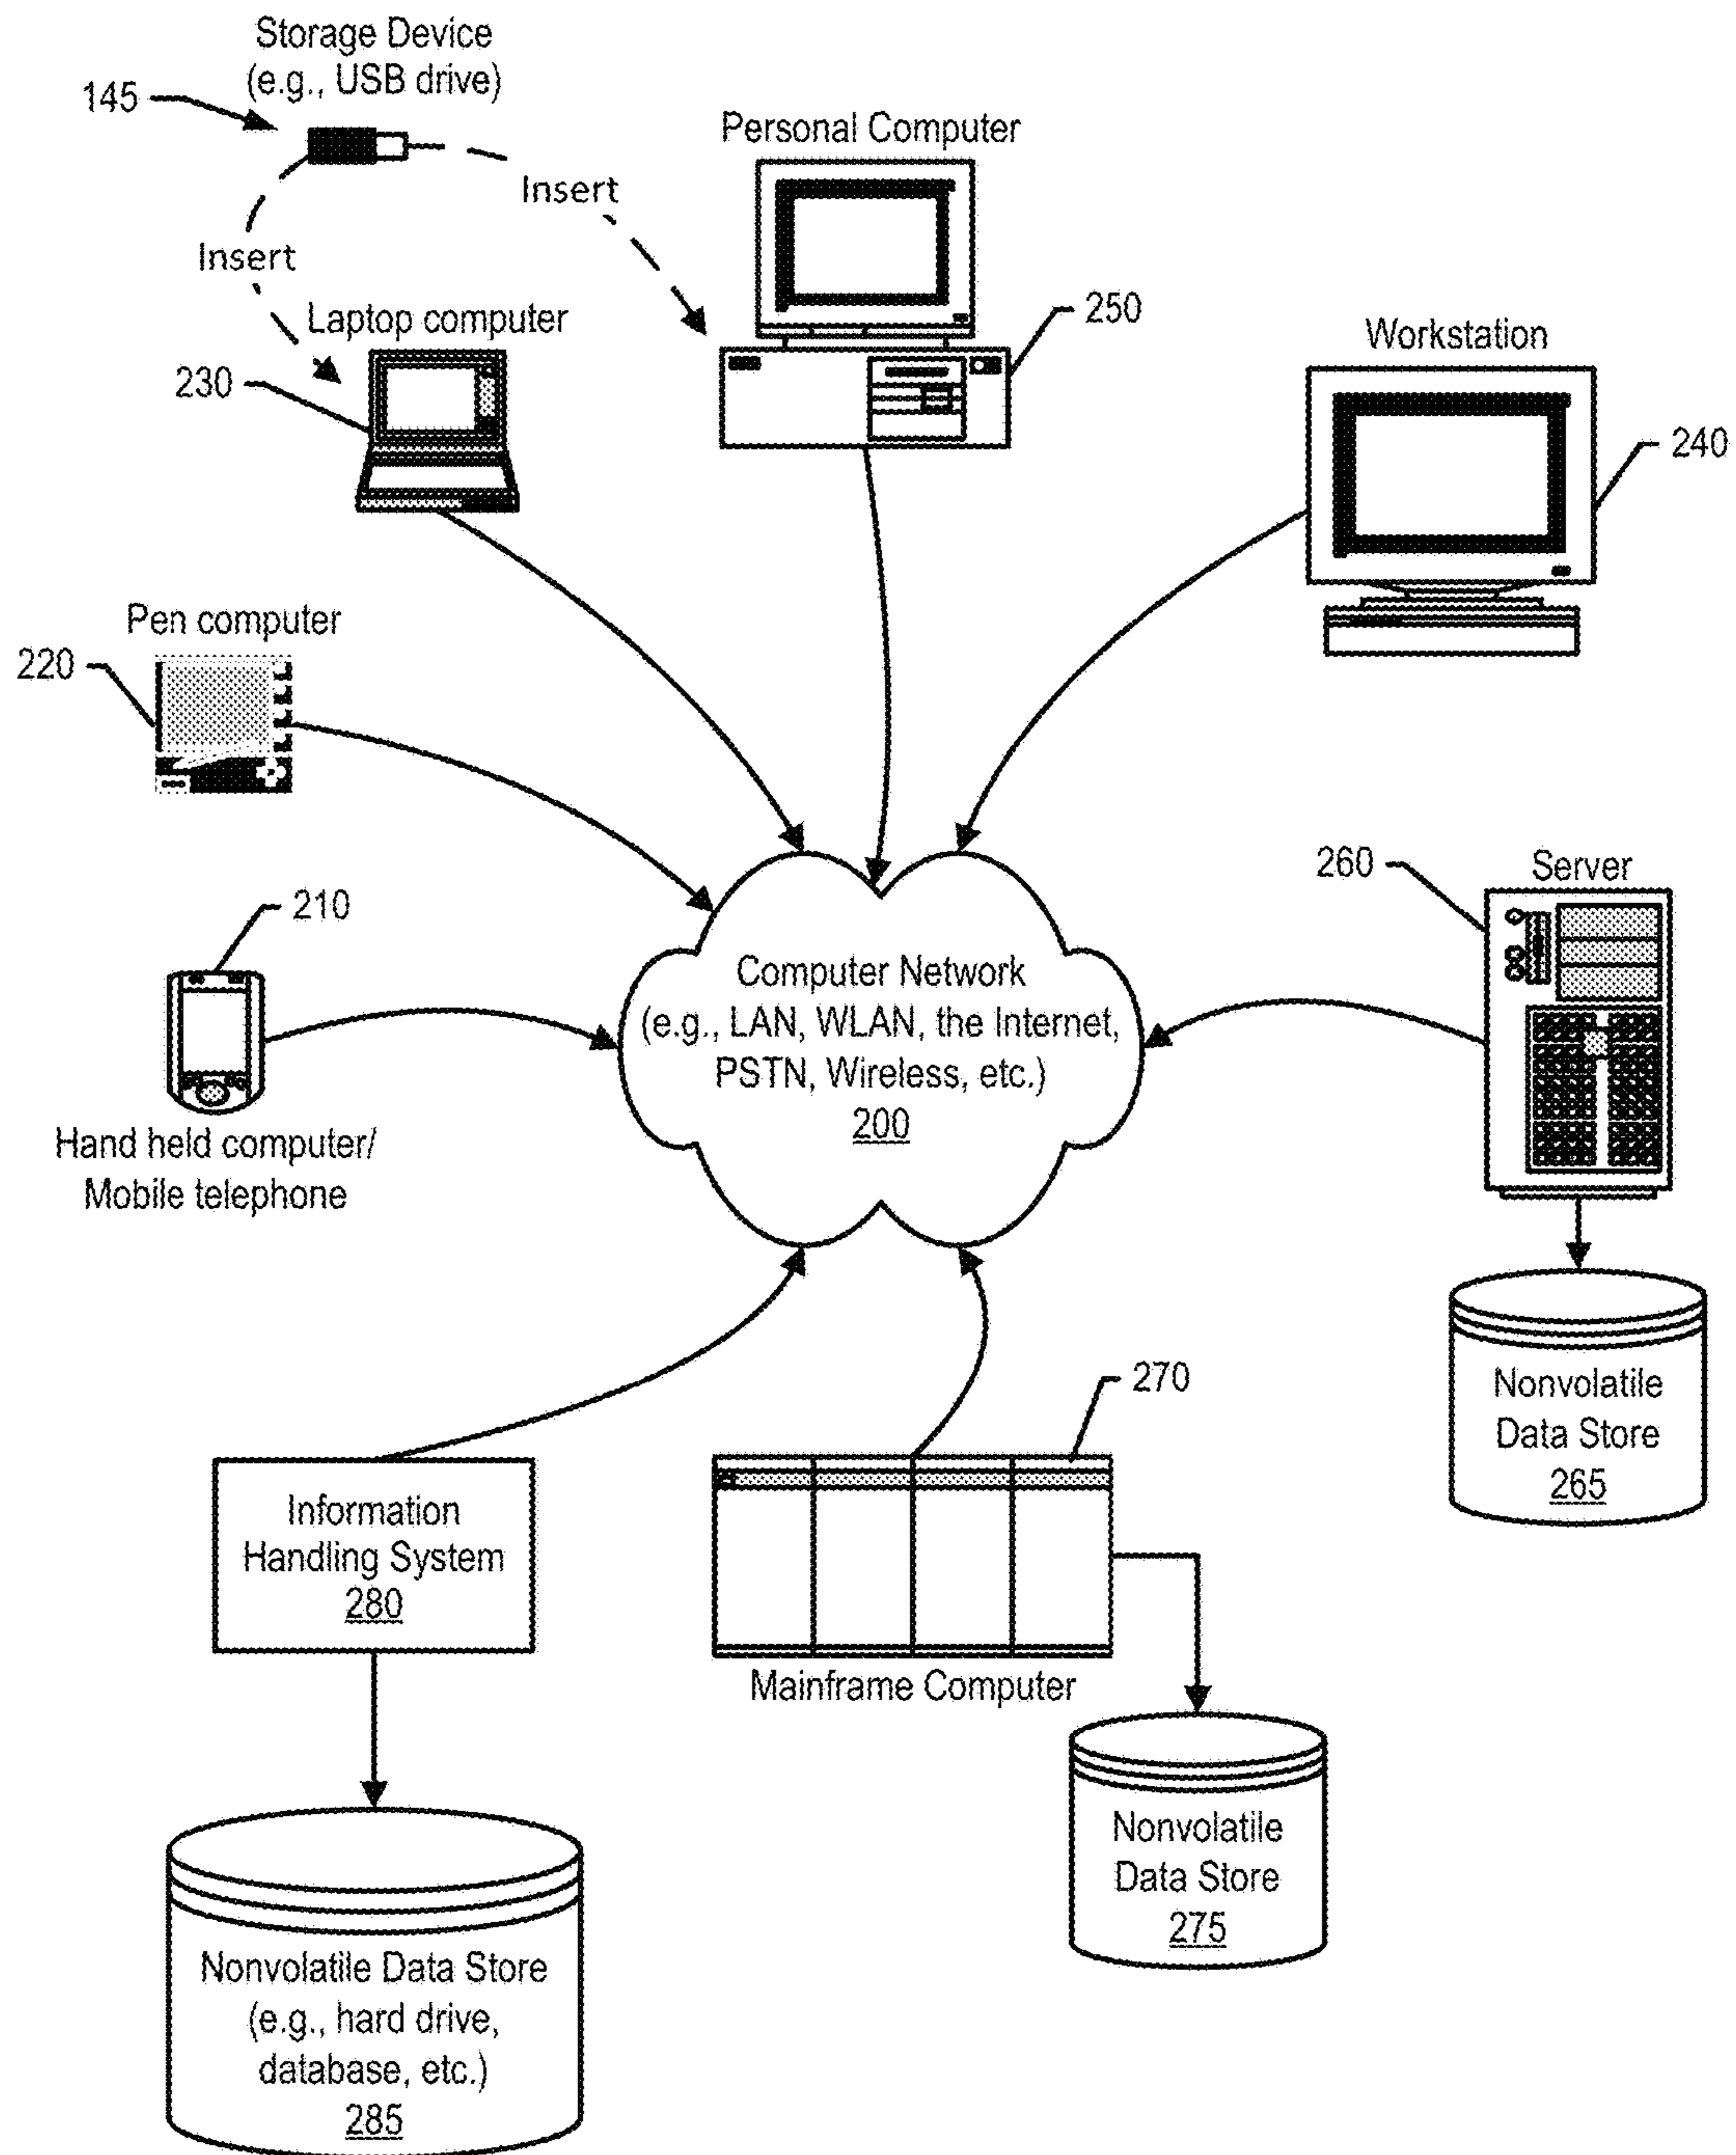 Storage Device
(e.g., USB drive)
145
Insert
Insert
Personal Computer
250
Laptop computer
230
Workstation
240
Pen computer
220
210
Hand held computer/
Mobile telephone
Computer Network
(e.g., LAN, WLAN, the Internet,
PSTN, Wireless, etc.)
200
260
Server
Nonvolatile
Data Store
265
Information
Handling System
280
270
Mainframe Computer
Nonvolatile
Data Store
275
Nonvolatile Data Store
(e.g., hard drive,
database, etc.)
285